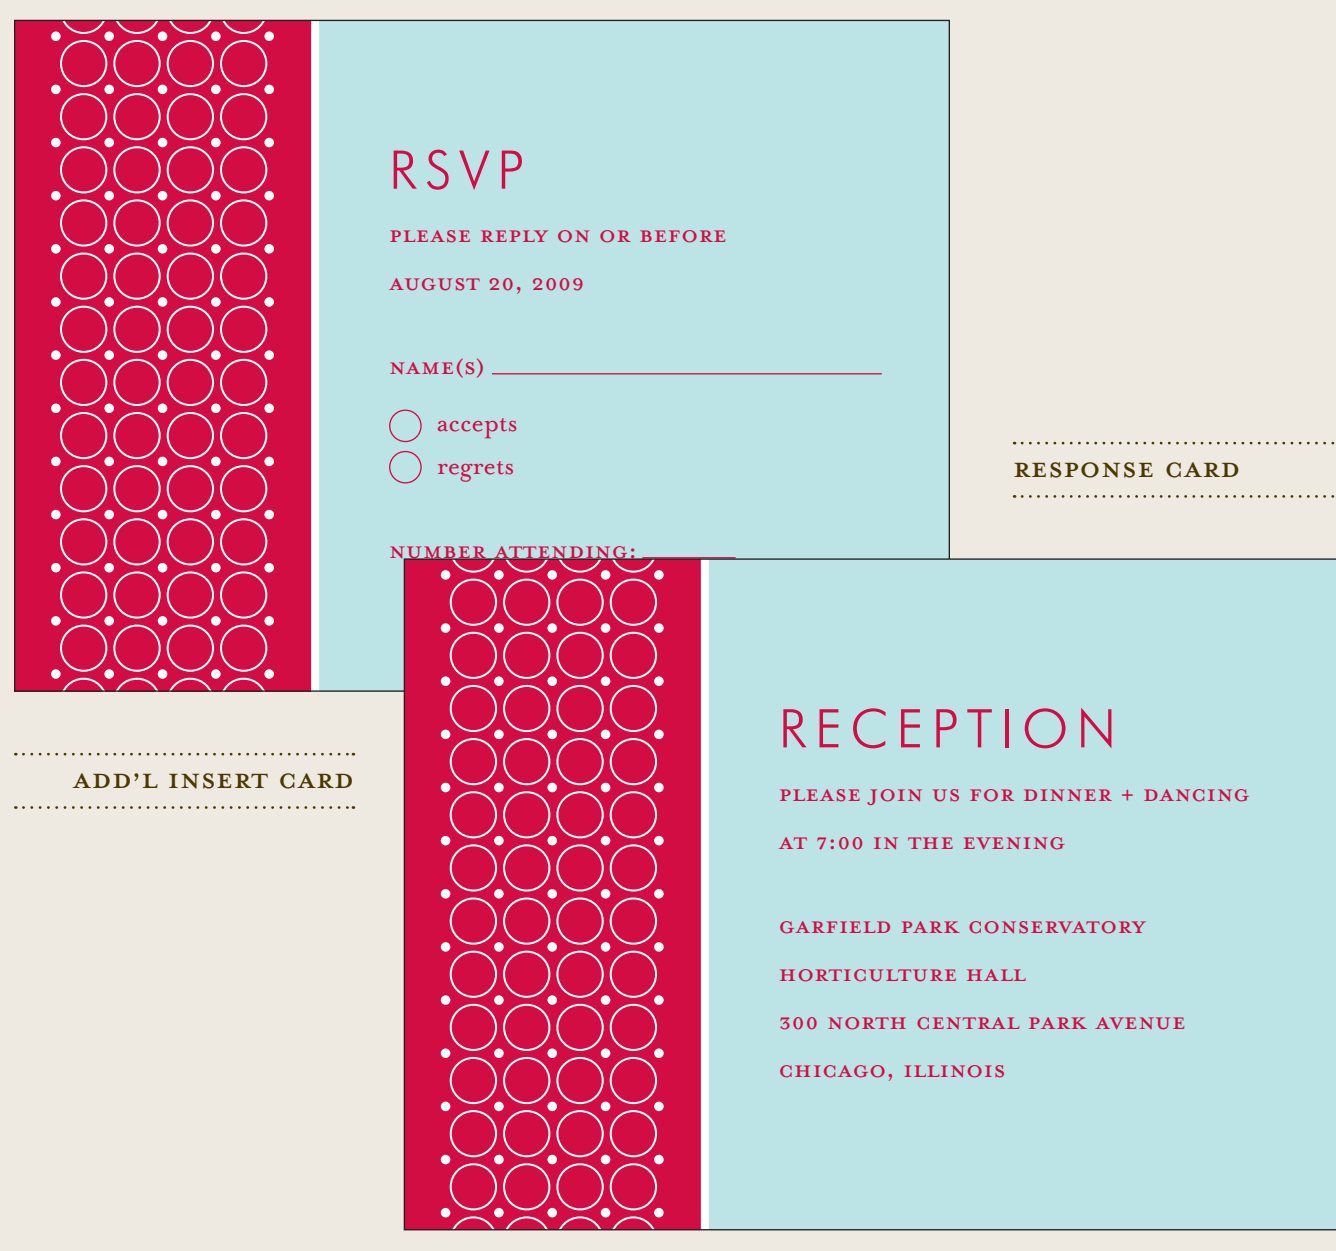 RSVP
PLEASE REPLY ON OR BEFORE
AUGUST 20, 2009
NAME(S)
accepts
regrets
NUMBER ATTENDING:
RESPONSE CARD
ADD’L INSERT CARD
RECEPTION
PLEASE JOIN US FOR DINNER + DANCING
AT 7:00 IN THE EVENING
GARFIELD PARK CONSERVATORY
HORTICULTURE HALL
300 NORTH CENTRAL PARK AVENUE
CHICAGO, ILLINOIS